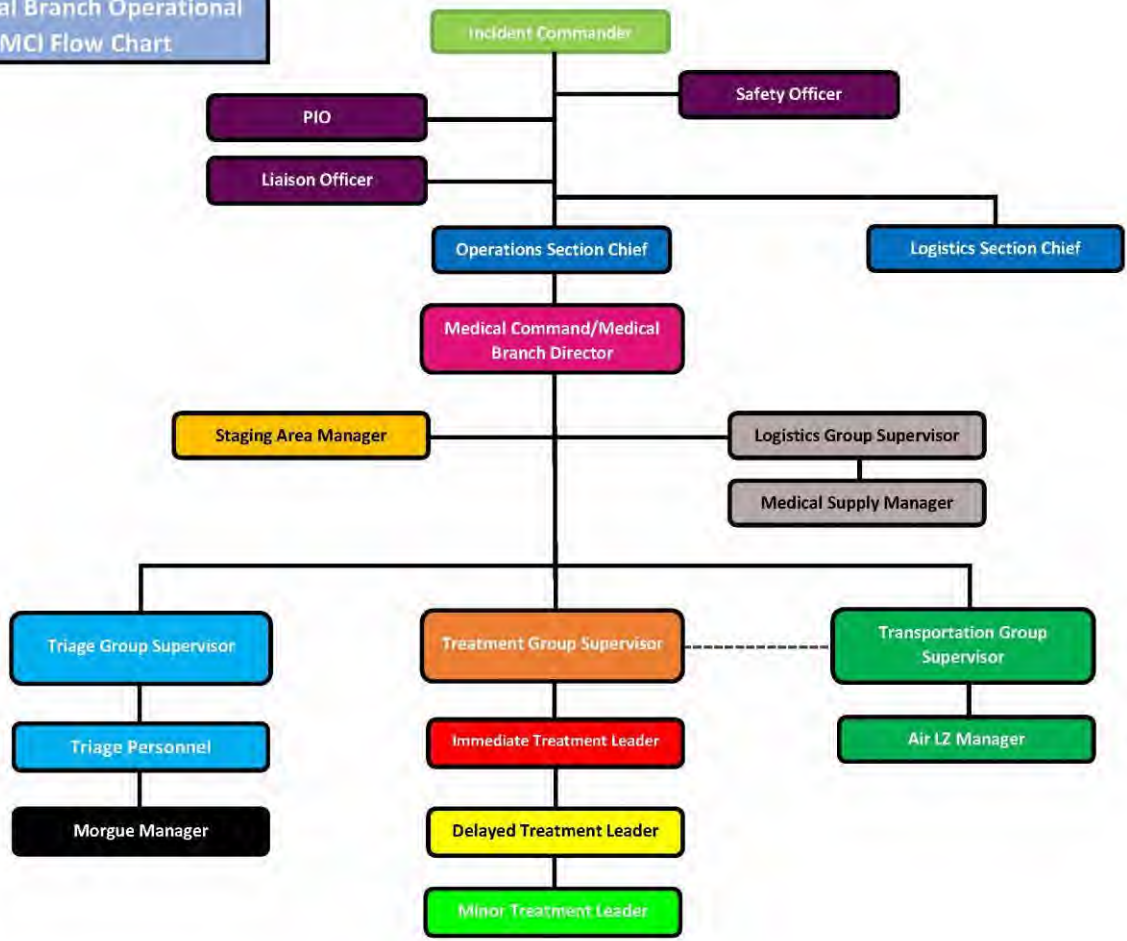 al Branch Operational
MCI Flow Chart
Incident Commander
Safety Officer
PIO
Liaison Officer
Operations Section Chief
Logistics Section Chief
Medical Command/Medical
Branch Director
Staging Area Manager
Logistics Group Supervisor
Medical Supply Manager
Triage Group Supervisor
Treatment Group Supervisor
Transportation Group
Supervisor
Triage Personnel
Immediate Treatment Leader
Air LZ Manager
Morgue Manager
Delayed Treatment Leader
Minor Treatment Leader